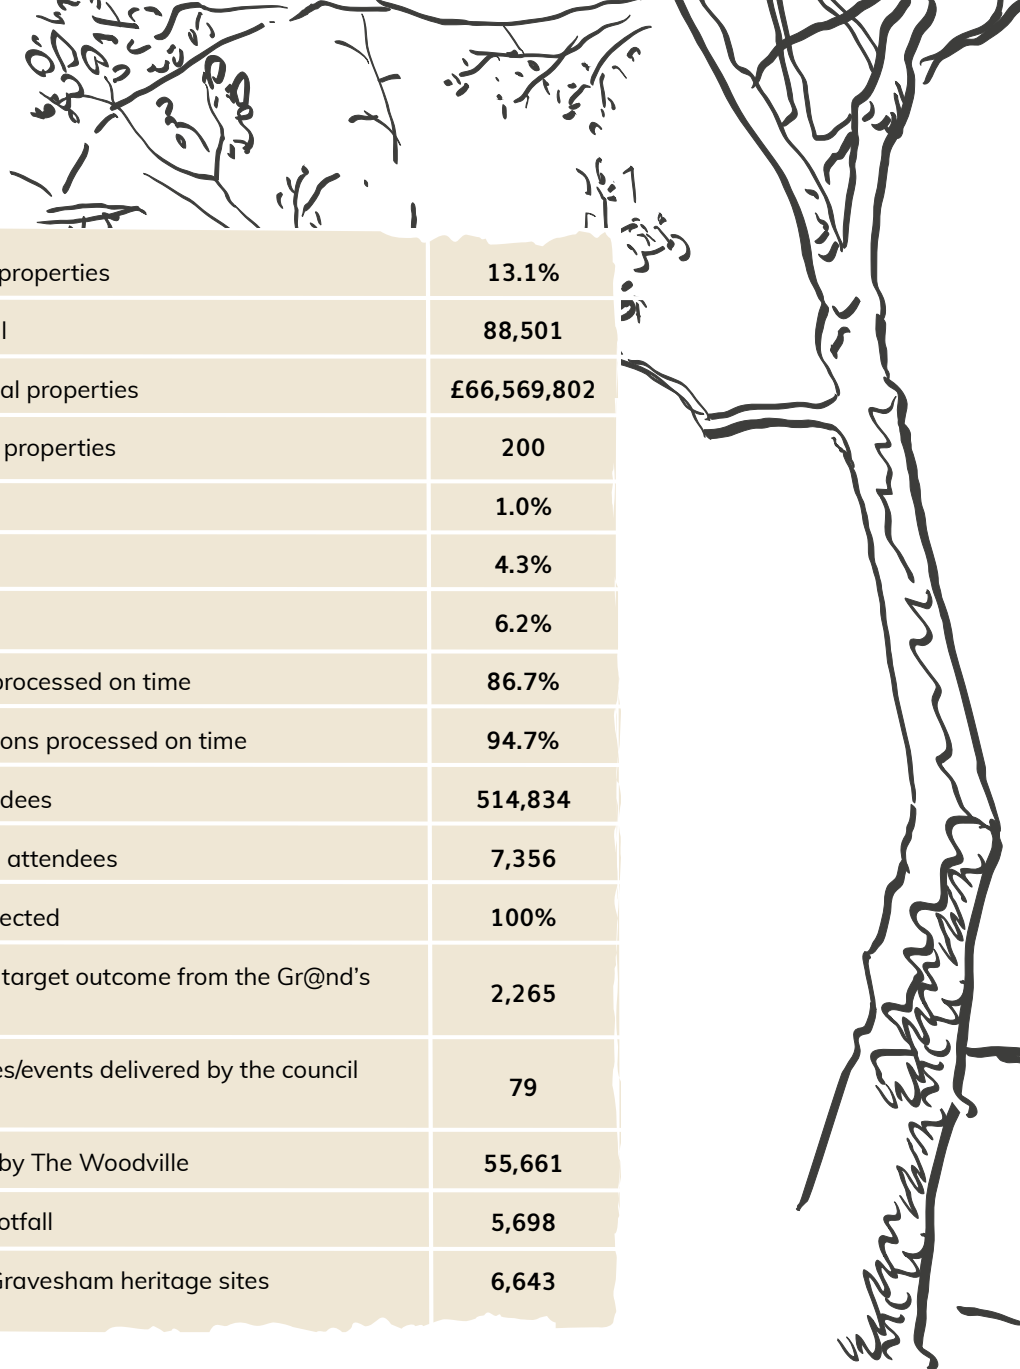 properties 13.1%
l 88,501
al properties £66,569,802
properties 200
1.0%
4.3%
6.2%
processed on time 86.7%
ons processed on time 94.7%
dees 514,834
attendees 7,356
ected 100%
target outcome from the Gr@nd’s 2,265
es/events delivered by the council 79
by The Woodville 55,661
otfall 5,698
Gravesham heritage sites 6,643